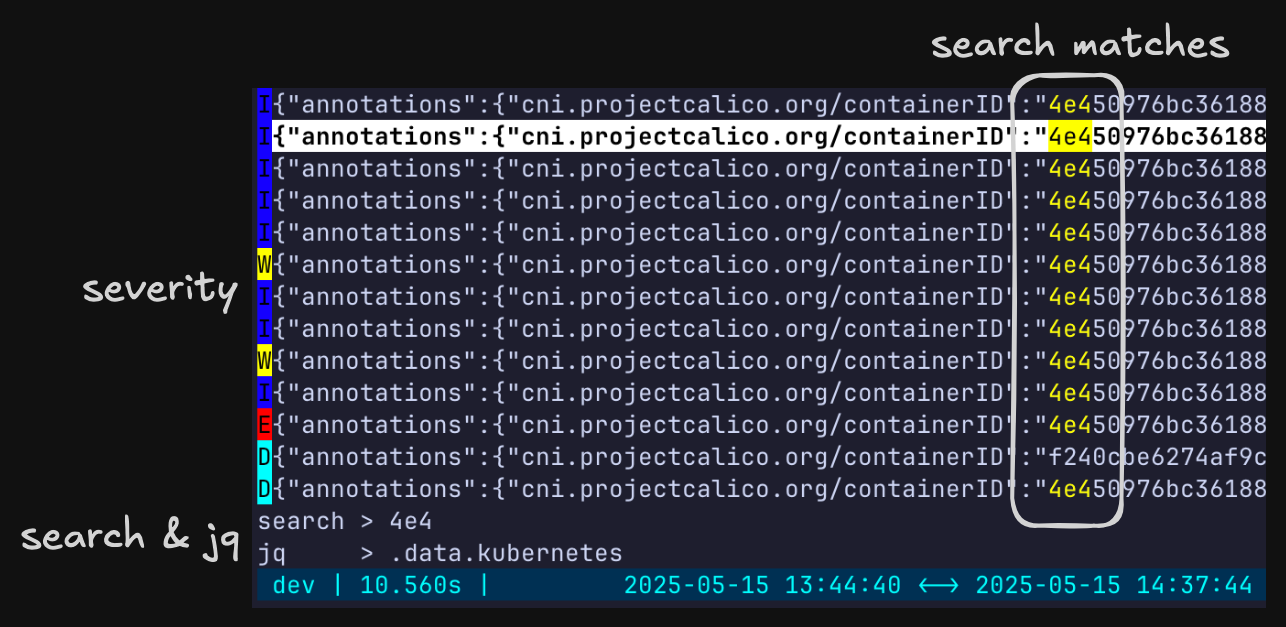 search matches
I{"annotations":{"cni.projectcalico.org/containerID":"4e450976bc36188
I{"annotations":{"cni.projectcalico.org/containerID":"4e450976bc36188
I{"annotations":{"cni.projectcalico.org/containerID":"4e450976bc36188
I{"annotations":{"cni.projectcalico.org/containerID":"4e450976bc36188
I{"annotations":{"cni.projectcalico.org/containerID":"4e450976bc36188
W{"annotations":{"cni.projectcalico.org/containerID":"4e450976bc36188
severity
I{"annotations":{"cni.projectcalico.org/containerID":"4e450976bc36188
I{"annotations":{"cni.projectcalico.org/containerID":"4e450976bc36188
W{"annotations":{"cni.projectcalico.org/containerID":"4e450976bc36188
I{"annotations":{"cni.projectcalico.org/containerID":"4e450976bc36188
E{"annotations":{"cni.projectcalico.org/containerID":"4e450976bc36188
D{"annotations":{"cni.projectcalico.org/containerID":"f240cbe6274af9c
D{"annotations":{"cni.projectcalico.org/containerID":"4e450976bc36188
search & jq
search > 4e4
jq > .data.kubernetes
dev | 10.560s | 2025-05-15 13:44:40 <—> 2025-05-15 14:37:44